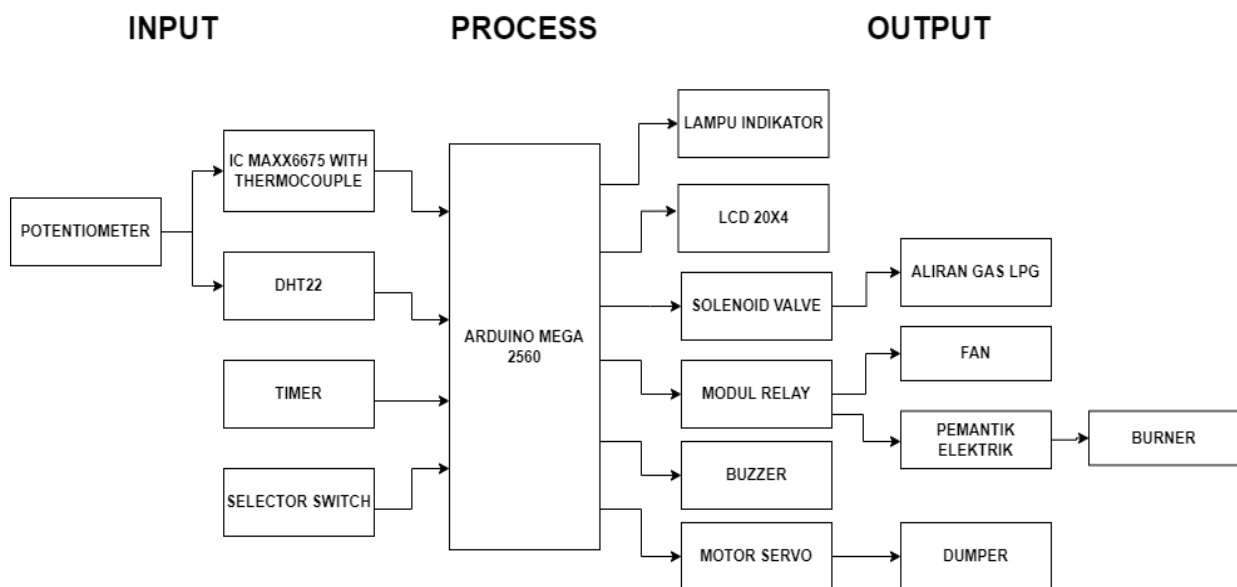 INPUT
PROCESS
OUTPUT
POTENTIOMETER
IC MAXX6675 WITH
THERMOCOUPLE
DHT22
TIMER
SELECTOR SWITCH
ARDUINO MEGA
2560
LAMPU INDIKATOR
LCD 20X4
SOLENOID VALVE
MODUL RELAY
BUZZER
MOTOR SERVO
ALIRAN GAS LPG
FAN
PEMANTIK
ELEKTRIK
DUMPER
BURNER